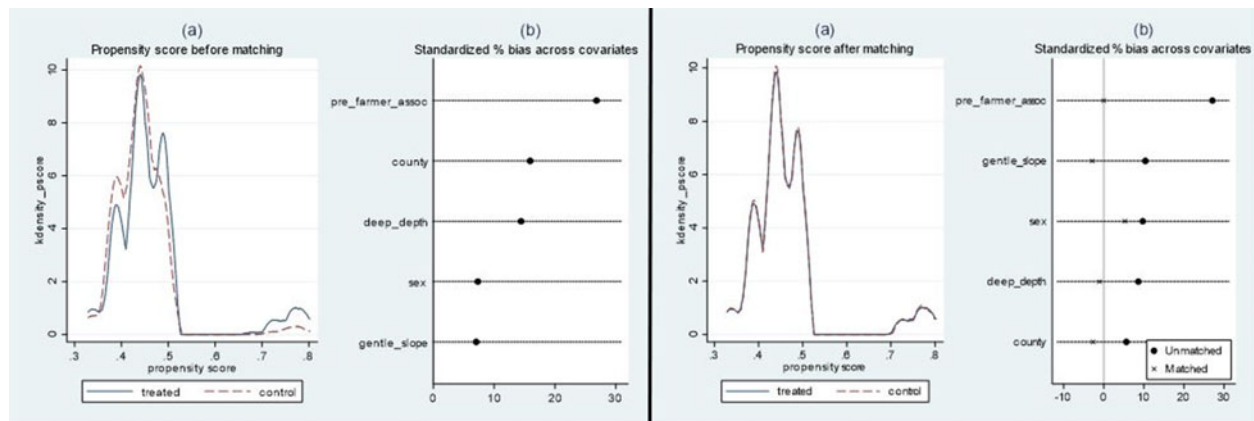 (a)
Propensity score before matching
kdensity_pscore
0 2 4 6 8 10
.3 .4 .5 .6 .7 .8
propensity score
treated control
(b)
Standardized % bias across covariates
pre_farmer_assoc
county
deep_depth
sex
gentle_slope
0 10 20 30
(a)
Propensity score after matching
kdensity_pscore
0 2 4 6 8 10
.3 .4 .5 .6 .7 .8
propensity score
treated control
(b)
Standardized % bias across covariates
pre_farmer_assoc
gentle_slope
sex
deep_depth
county
Unmatched
Matched
-10 0 10 20 30